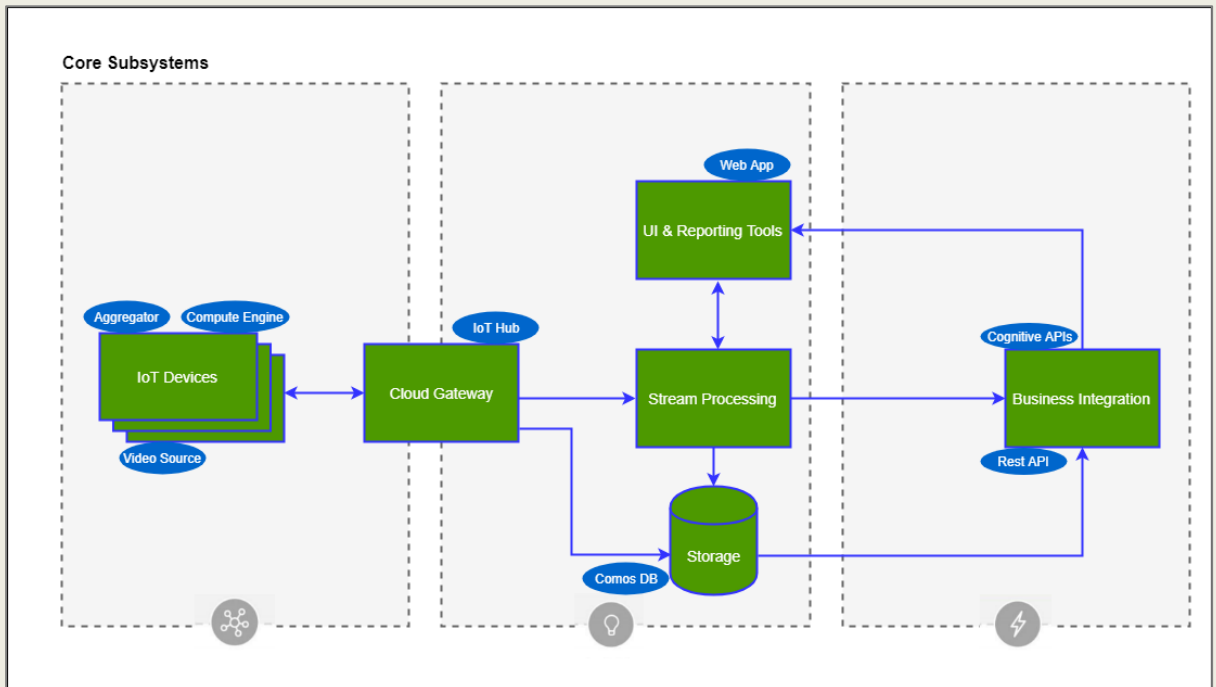 Core Subsystems
Web App
UI & Reporting Tools
Aggregator
Compute Engine
IoT Hub
Cognitive APIs
IoT Devices
Cloud Gateway
Stream Processing
Business Integration
Video Source
Rest API
Storage
Comos DB